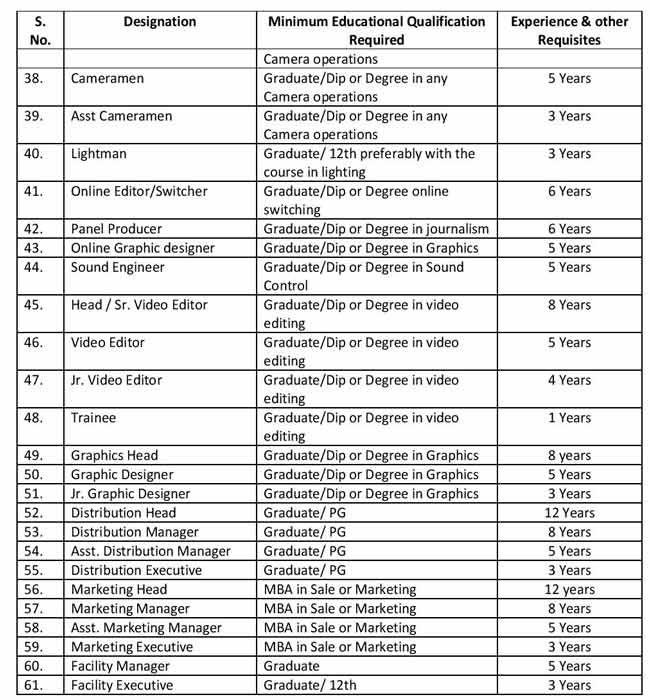 S. No. Designation Minimum Educational Qualification Required Experience & other Requisites
Camera operations
38. Cameramen Graduate/Dip or Degree in any 5 Years
Camera operations
39. Asst Cameramen Graduate/Dip or Degree in any 3 Years
Camera operations
40. Lightman Graduate/ 12th preferably with the 3 Years
course in lighting
41. Online Editor/Switcher Graduate/Dip or Degree online 6 Years
switching
42. Panel Producer Graduate/Dip or Degree in journalism 6 Years
43. Online Graphic designer Graduate/Dip or Degree in Graphics 5 Years
44. Sound Engineer Graduate/Dip or Degree in Sound 5 Years
Control
45. Head / Sr. Video Editor Graduate/Dip or Degree in video 8 Years
editing
46. Video Editor Graduate/Dip or Degree in video 5 Years
editing
47. Jr. Video Editor Graduate/Dip or Degree in video 4 Years
editing
48. Trainee Graduate/Dip or Degree in video 1 Years
editing
49. Graphics Head Graduate/Dip or Degree in Graphics 8 years
50. Graphic Designer Graduate/Dip or Degree in Graphics 5 Years
51. Jr. Graphic Designer Graduate/Dip or Degree in Graphics 3 Years
52. Distribution Head Graduate/ PG 12 Years
53. Distribution Manager Graduate/ PG 8 Years
54. Asst. Distribution Manager Graduate/ PG 5 Years
55. Distribution Executive Graduate/ PG 3 Years
56. Marketing Head MBA in Sale or Marketing 12 years
57. Marketing Manager MBA in Sale or Marketing 8 Years
58. Asst. Marketing Manager MBA in Sale or Marketing 5 Years
59. Marketing Executive MBA in Sale or Marketing 3 Years
60. Facility Manager Graduate 5 Years
61. Facility Executive Graduate/ 12th 3 Years